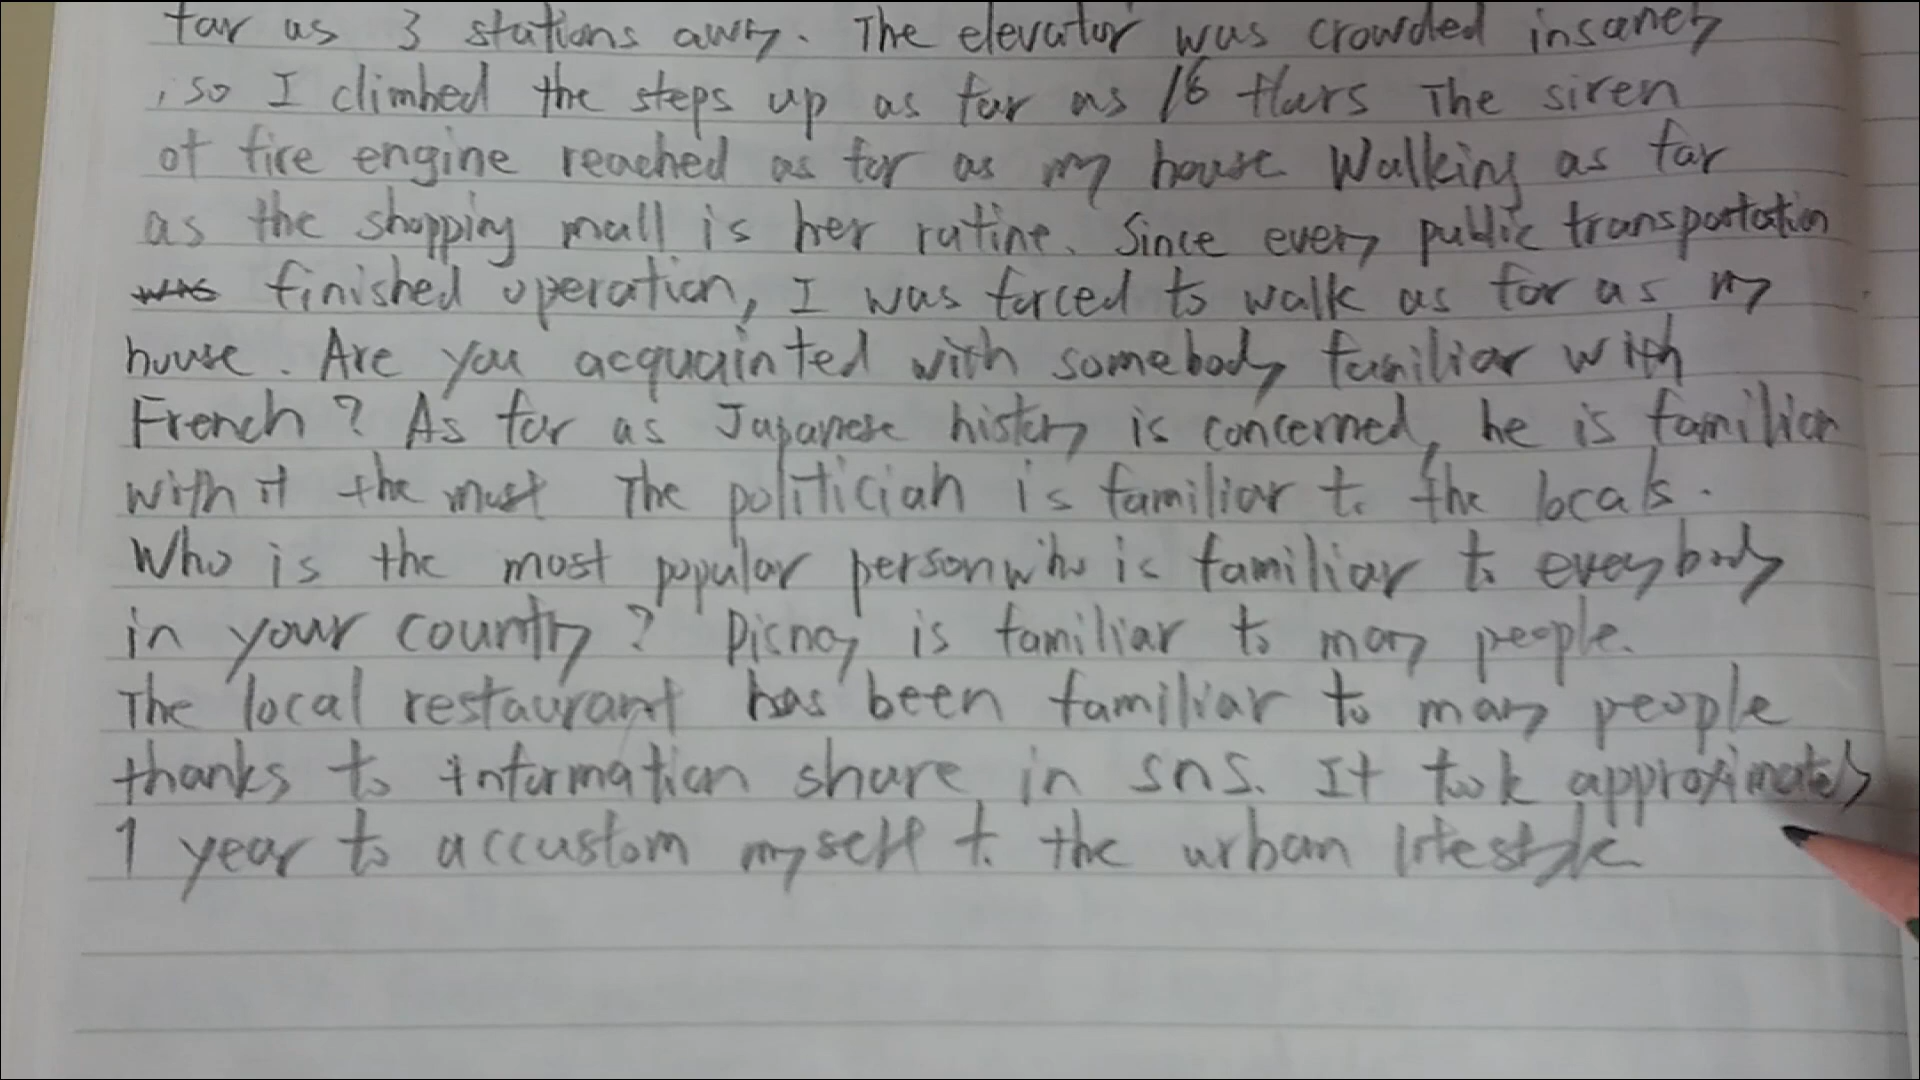 far as 3 stations away. The elevator was crowded insanely
, so I climbed the steps up as far as 16 floors The siren
of fire engine reached as far as my house Walking as far
as the shopping mall is her rutine. Since every public transportation
was finished operation, I was forced to walk as far as my
house. Are you acquainted with somebody familiar with
French? As far as Japanese history is concerned, he is familiar
with it the most The politician is familiar to the locals.
Who is the most popular person who is familiar to everybody
in your country? Disney is familiar to many people.
The local restaurant has been familiar to many people
thanks to information share in SNS. It took approximately
1 year to accustom myself to the urban lifestyle